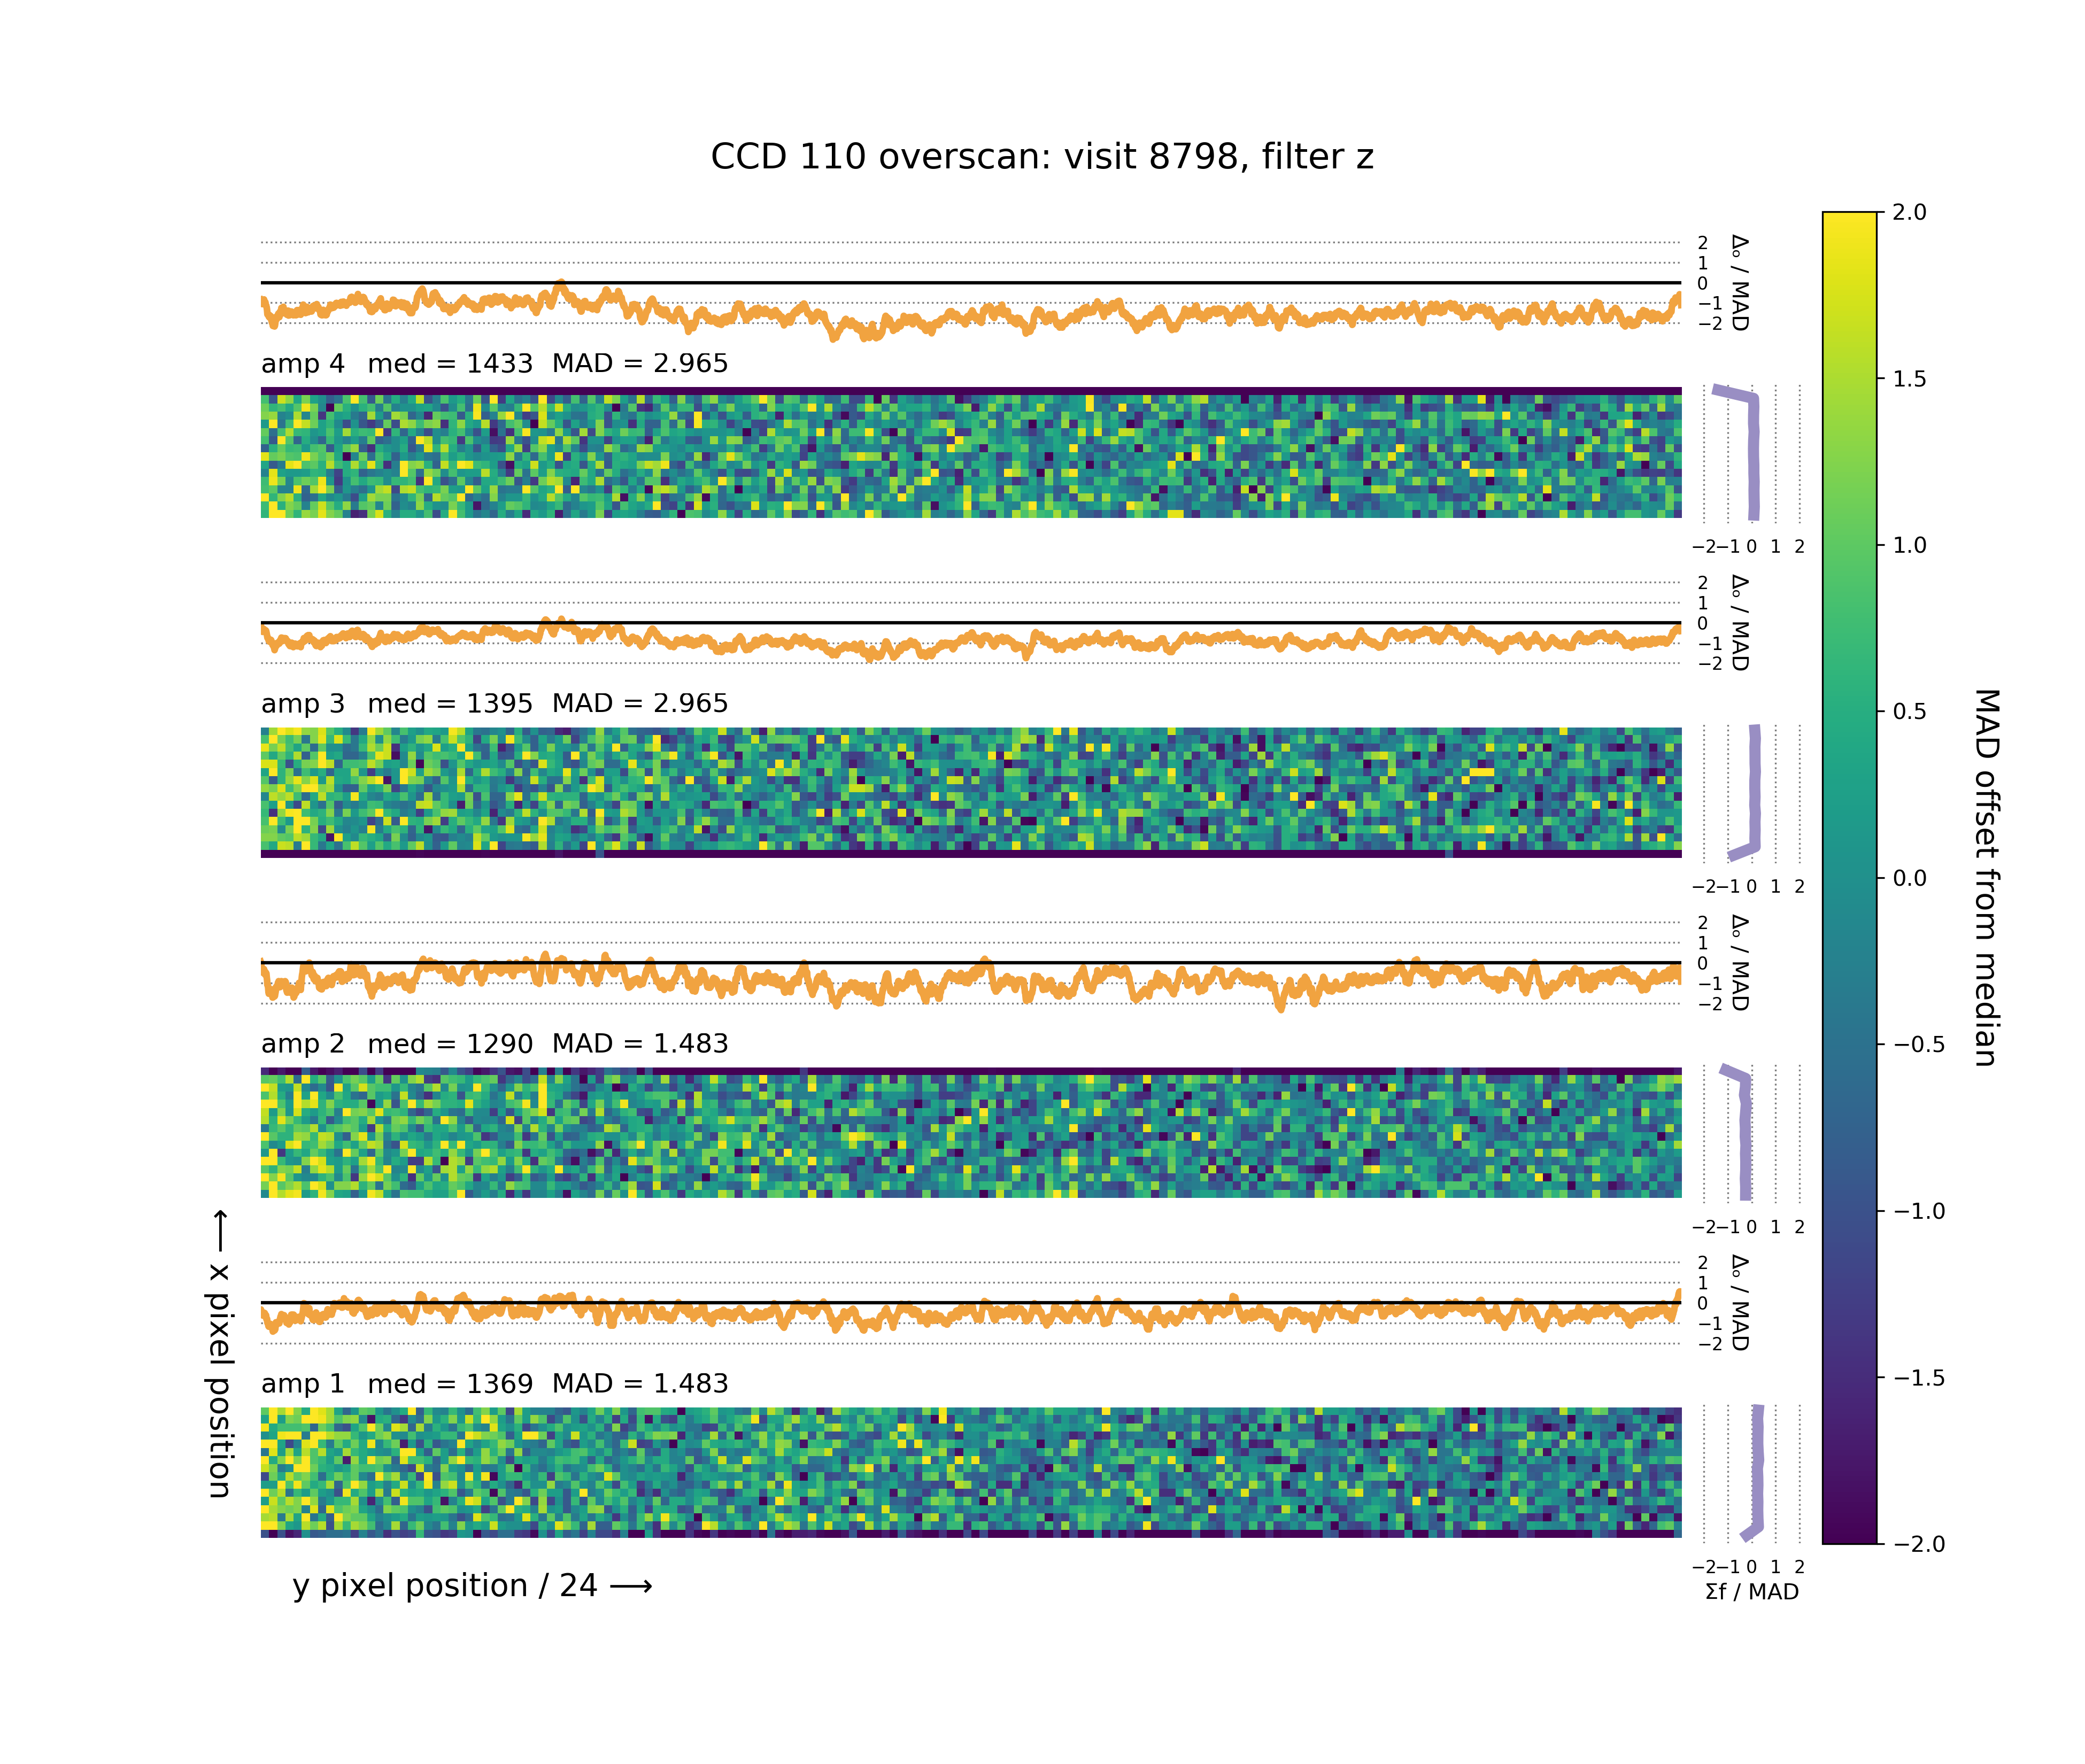 CCD 110 overscan: visit 8798, filter z
2
1
0
−1
−2
Δₒ / MAD
amp 4 med = 1433 MAD = 2.965
−2 −1 0 1 2
2
1
0
−1
−2
Δₒ / MAD
amp 3 med = 1395 MAD = 2.965
−2 −1 0 1 2
2
1
0
−1
−2
Δₒ / MAD
amp 2 med = 1290 MAD = 1.483
−2 −1 0 1 2
2
1
0
−1
−2
Δₒ / MAD
amp 1 med = 1369 MAD = 1.483
−2 −1 0 1 2
Σf / MAD
y pixel position / 24 ⟶
⟵ x pixel position
2.0
1.5
1.0
0.5
0.0
−0.5
−1.0
−1.5
−2.0
MAD offset from median